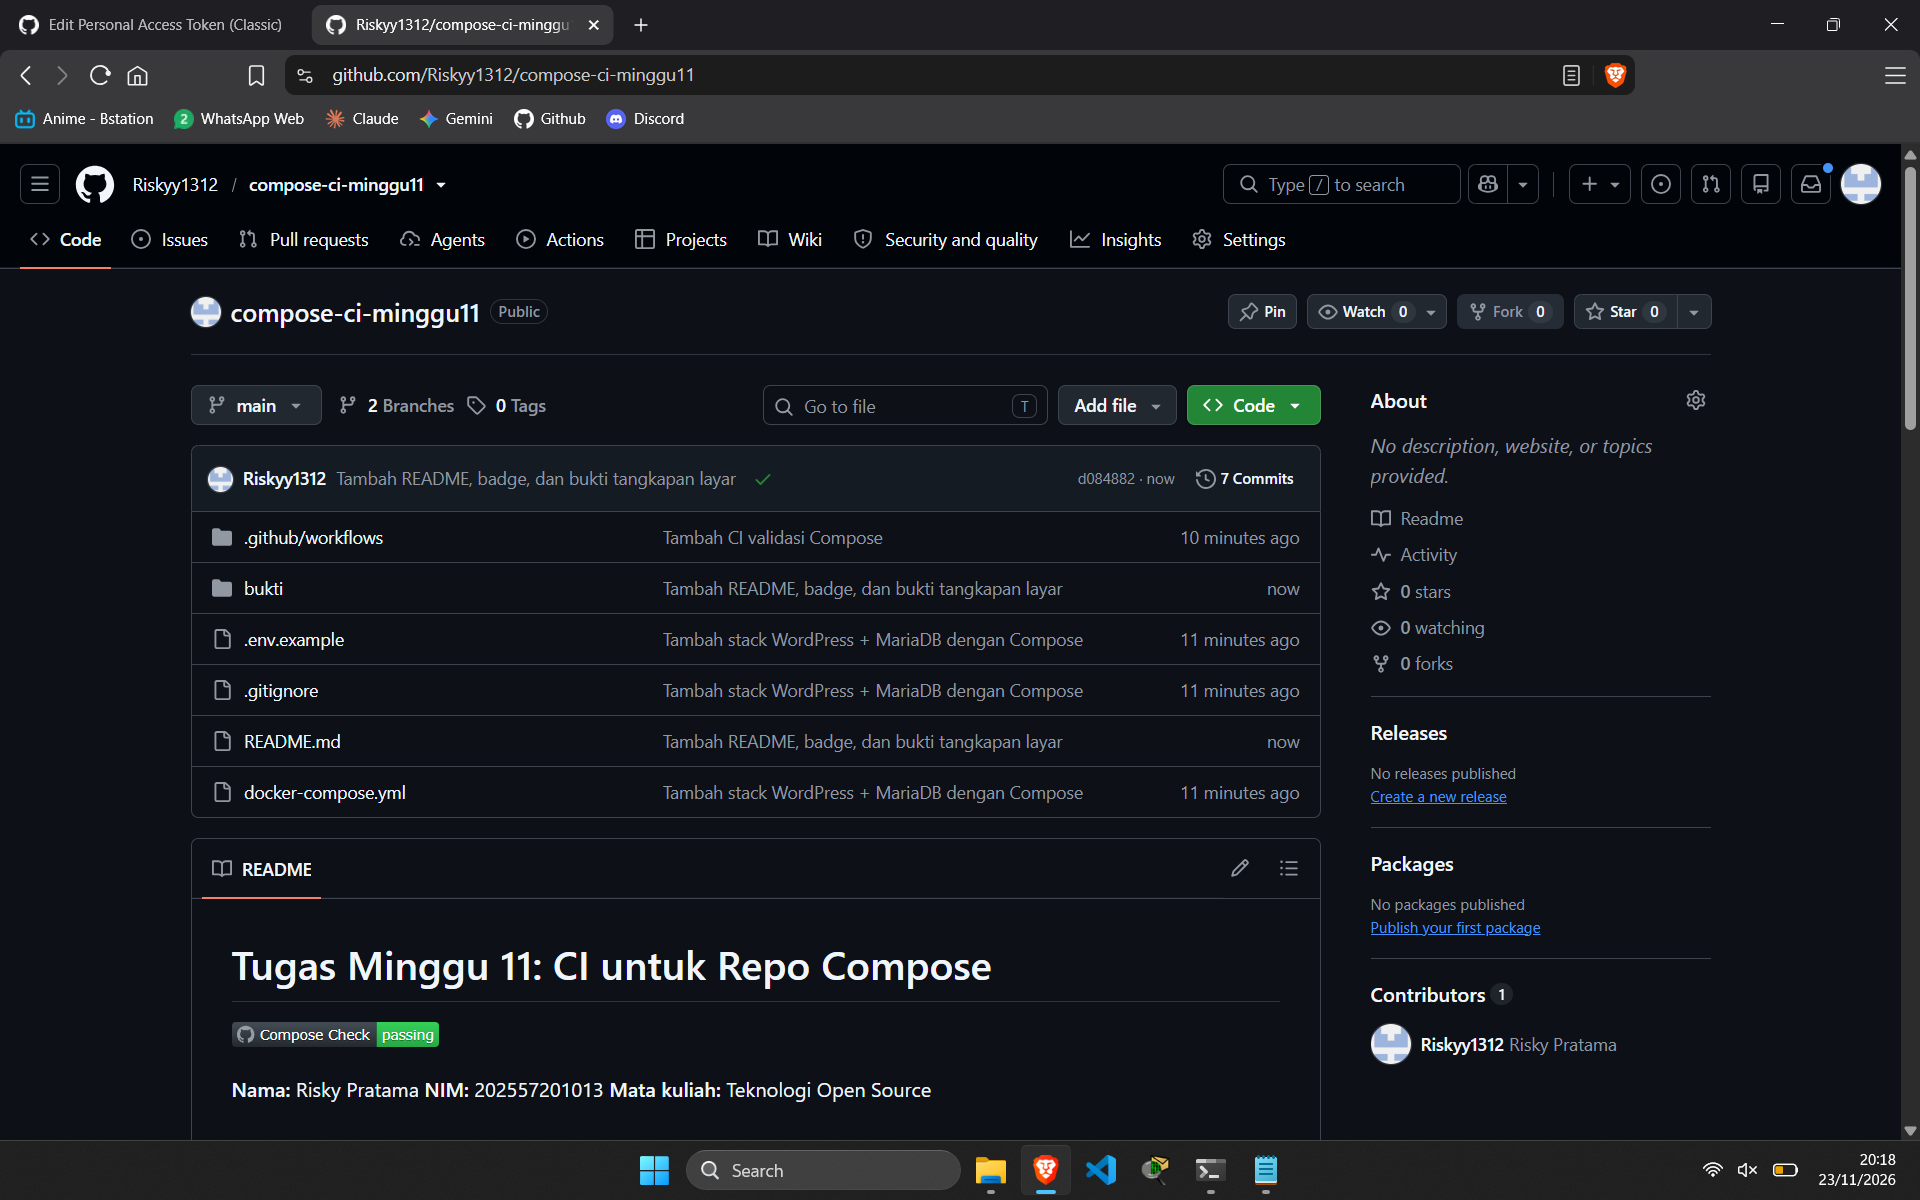 Edit Personal Access Token (Classic)
Riskyy1312/compose-ci-minggu
github.com/Riskyy1312/compose-ci-minggu11
Anime - Bstation
2
WhatsApp Web
Claude
Gemini
Github
Discord
Riskyy1312 / compose-ci-minggu11
Type / to search
Code
Issues
Pull requests
Agents
Actions
Projects
Wiki
Security and quality
Insights
Settings
compose-ci-minggu11 Public
Pin
Watch 0
Fork 0
Star 0
main
2 Branches
0 Tags
Go to file
T
Add file
Code
Riskyy1312 Tambah README, badge, dan bukti tangkapan layar
d084882 · now
7 Commits
.github/workflows Tambah CI validasi Compose 10 minutes ago
bukti Tambah README, badge, dan bukti tangkapan layar now
.env.example Tambah stack WordPress + MariaDB dengan Compose 11 minutes ago
.gitignore Tambah stack WordPress + MariaDB dengan Compose 11 minutes ago
README.md Tambah README, badge, dan bukti tangkapan layar now
docker-compose.yml Tambah stack WordPress + MariaDB dengan Compose 11 minutes ago
README
Tugas Minggu 11: CI untuk Repo Compose
Compose Check passing
Nama: Risky Pratama NIM: 202557201013 Mata kuliah: Teknologi Open Source
About
No description, website, or topics
provided.
Readme
Activity
0 stars
0 watching
0 forks
Releases
No releases published
Create a new release
Packages
No packages published
Publish your first package
Contributors 1
Riskyy1312 Risky Pratama
Search
20:18
23/11/2026